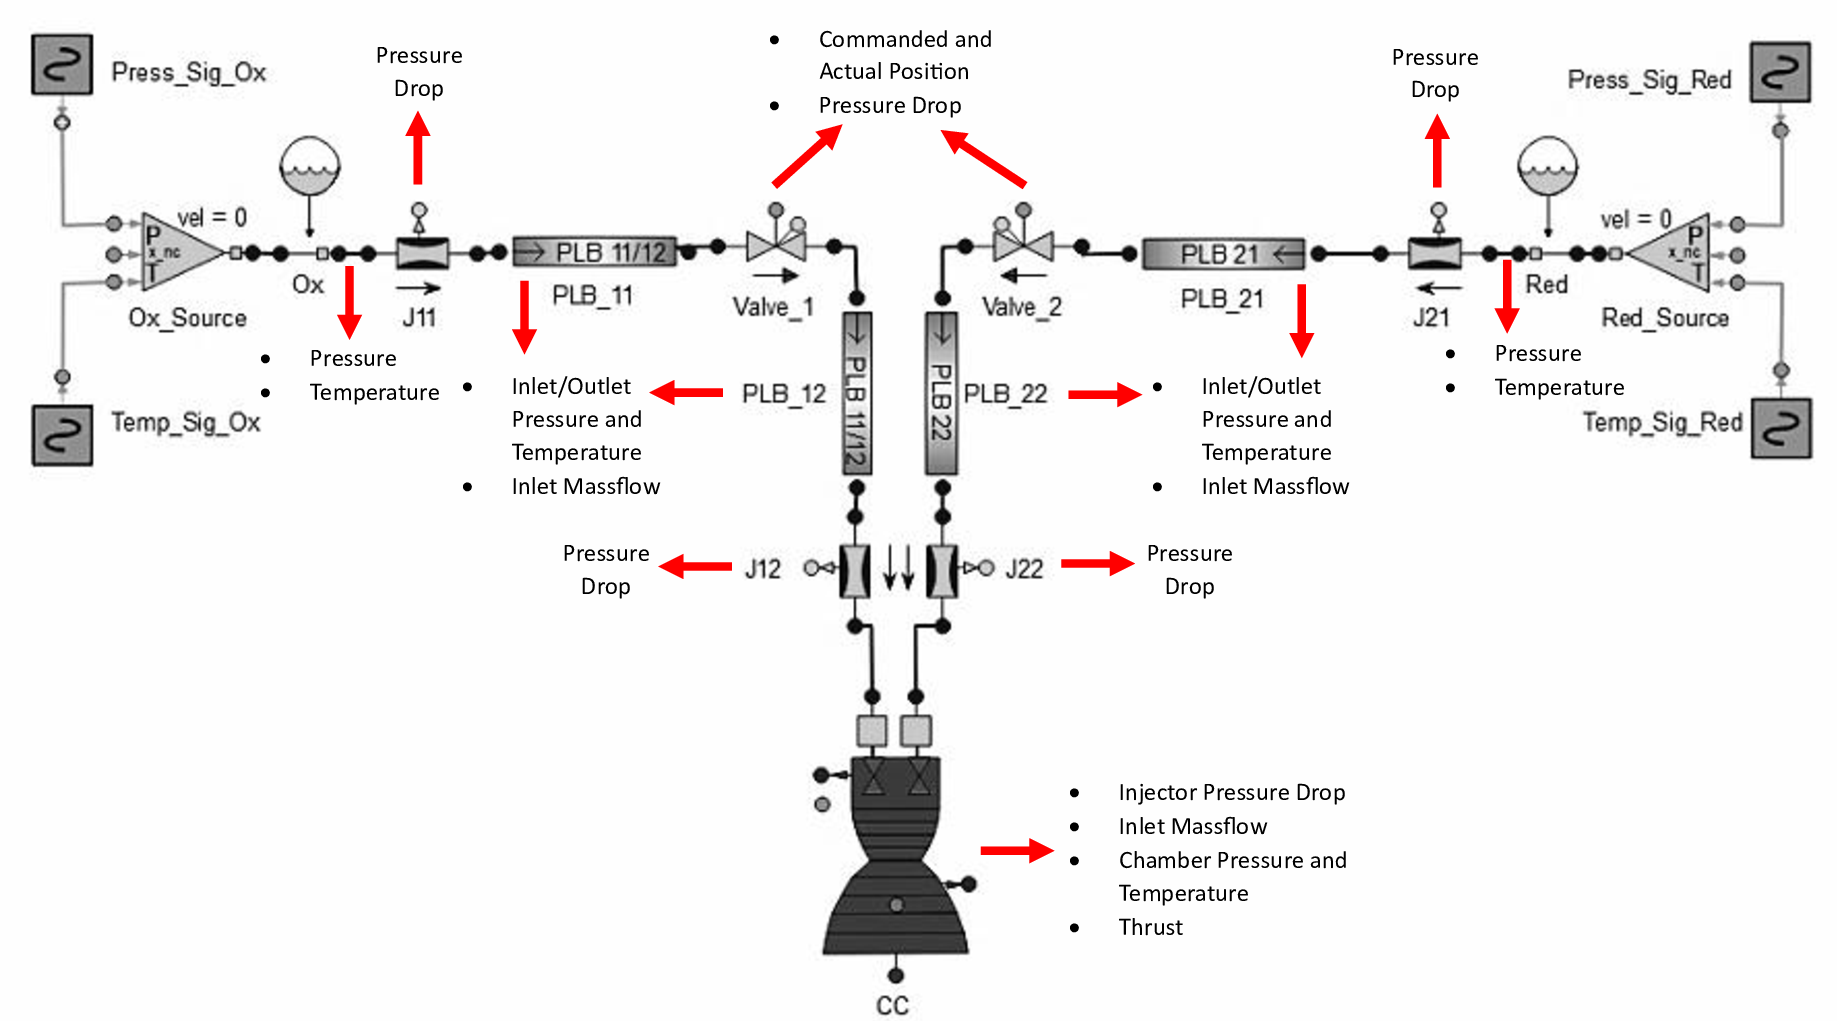 Press_Sig_Ox
Pressure
Drop
• Commanded and
Actual Position
• Pressure Drop
Pressure
Drop
Press_Sig_Red
vel = 0
P
x_nc
T
Ox_Source
Ox
J11
PLB 11/12
PLB_11
Valve_1
Valve_2
PLB 21
PLB_21
J21
Red
vel = 0
P
x_nc
T
Red_Source
• Pressure
• Temperature
Temp_Sig_Ox
• Inlet/Outlet
Pressure and
Temperature
• Inlet Massflow
PLB_12
PLB 11/12
PLB 22
PLB_22
• Inlet/Outlet
Pressure and
Temperature
• Inlet Massflow
• Pressure
• Temperature
Temp_Sig_Red
Pressure
Drop
J12
J22
Pressure
Drop
• Injector Pressure Drop
• Inlet Massflow
• Chamber Pressure and
Temperature
• Thrust
CC